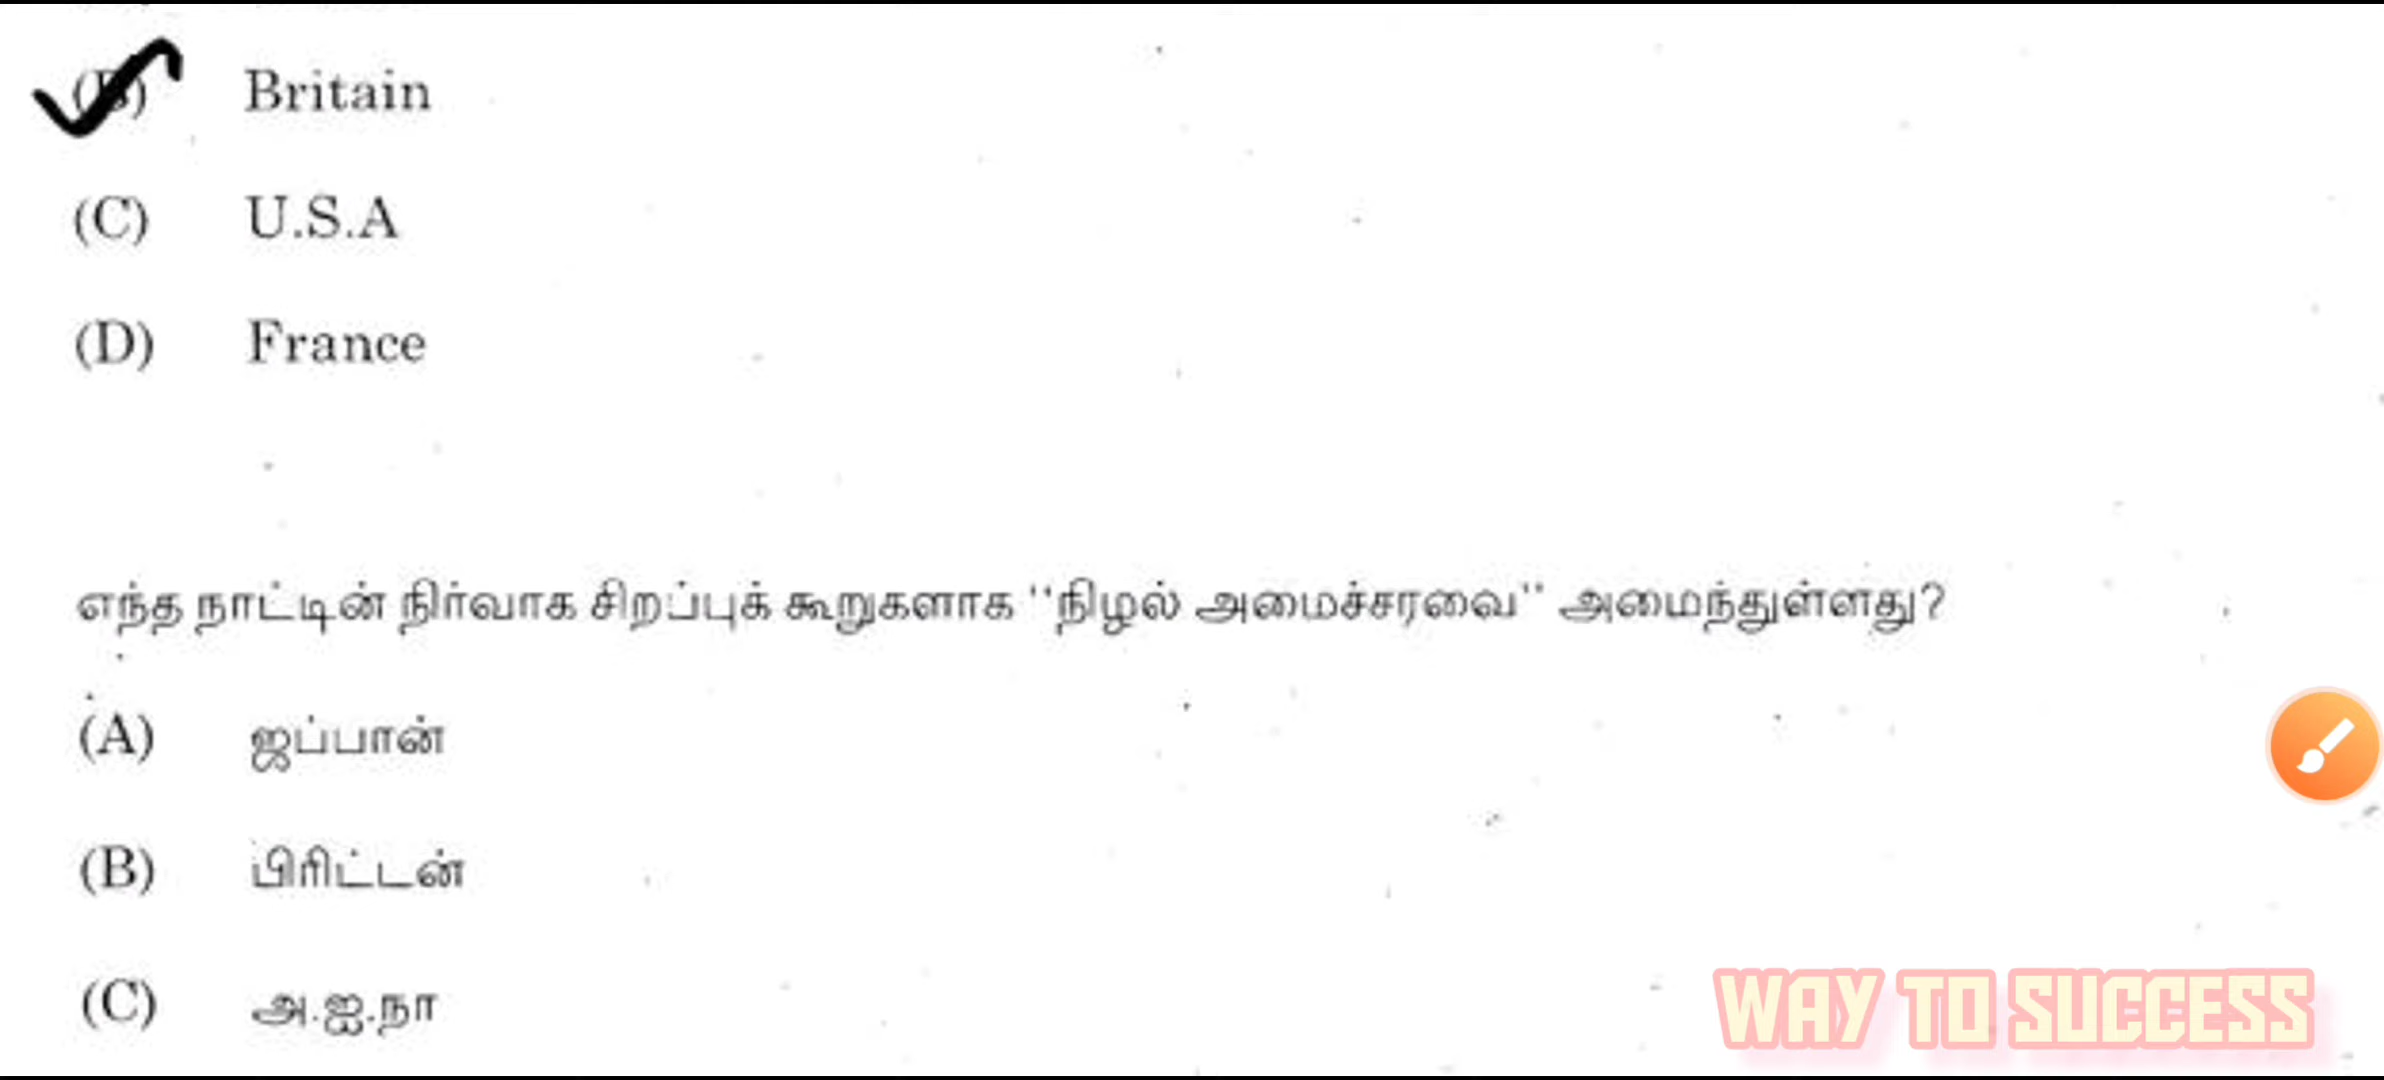 (B) Britain
(C) U.S.A
(D) France
எந்த நாட்டின் நிர்வாக சிறப்புக் கூறுகளாக ‘‘நிழல் அமைச்சரவை’’ அமைந்துள்ளது?
(A) ஜப்பான்
(B) பிரிட்டன்
(C) அ.ஐ.நா
WAY TO SUCCESS